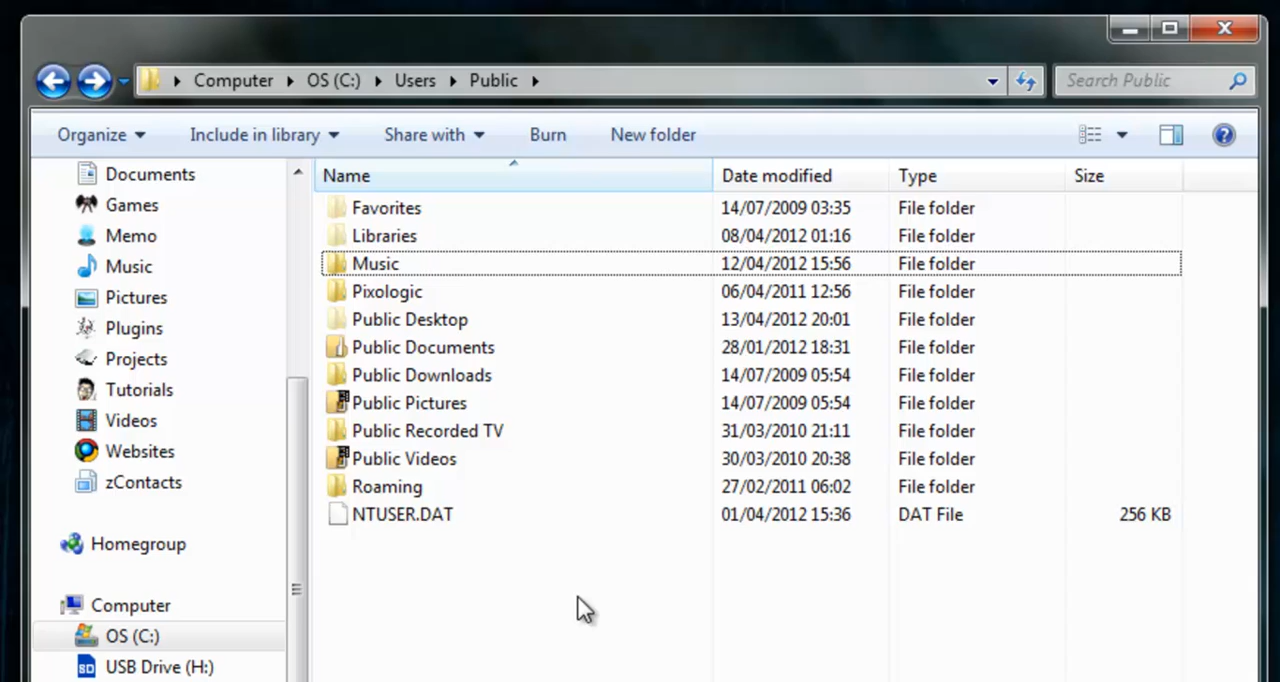 Computer OS (C:) Users Public Search Public
Organize Include in library Share with Burn New folder
Documents
Games
Memo
Music
Pictures
Plugins
Projects
Tutorials
Videos
Websites
zContacts
Homegroup
Computer
OS (C:)
SD USB Drive (H:)
Name Date modified Type Size
Favorites 14/07/2009 03:35 File folder
Libraries 08/04/2012 01:16 File folder
Music 12/04/2012 15:56 File folder
Pixologic 06/04/2011 12:56 File folder
Public Desktop 13/04/2012 20:01 File folder
Public Documents 28/01/2012 18:31 File folder
Public Downloads 14/07/2009 05:54 File folder
Public Pictures 14/07/2009 05:54 File folder
Public Recorded TV 31/03/2010 21:11 File folder
Public Videos 30/03/2010 20:38 File folder
Roaming 27/02/2011 06:02 File folder
NTUSER.DAT 01/04/2012 15:36 DAT File 256 KB